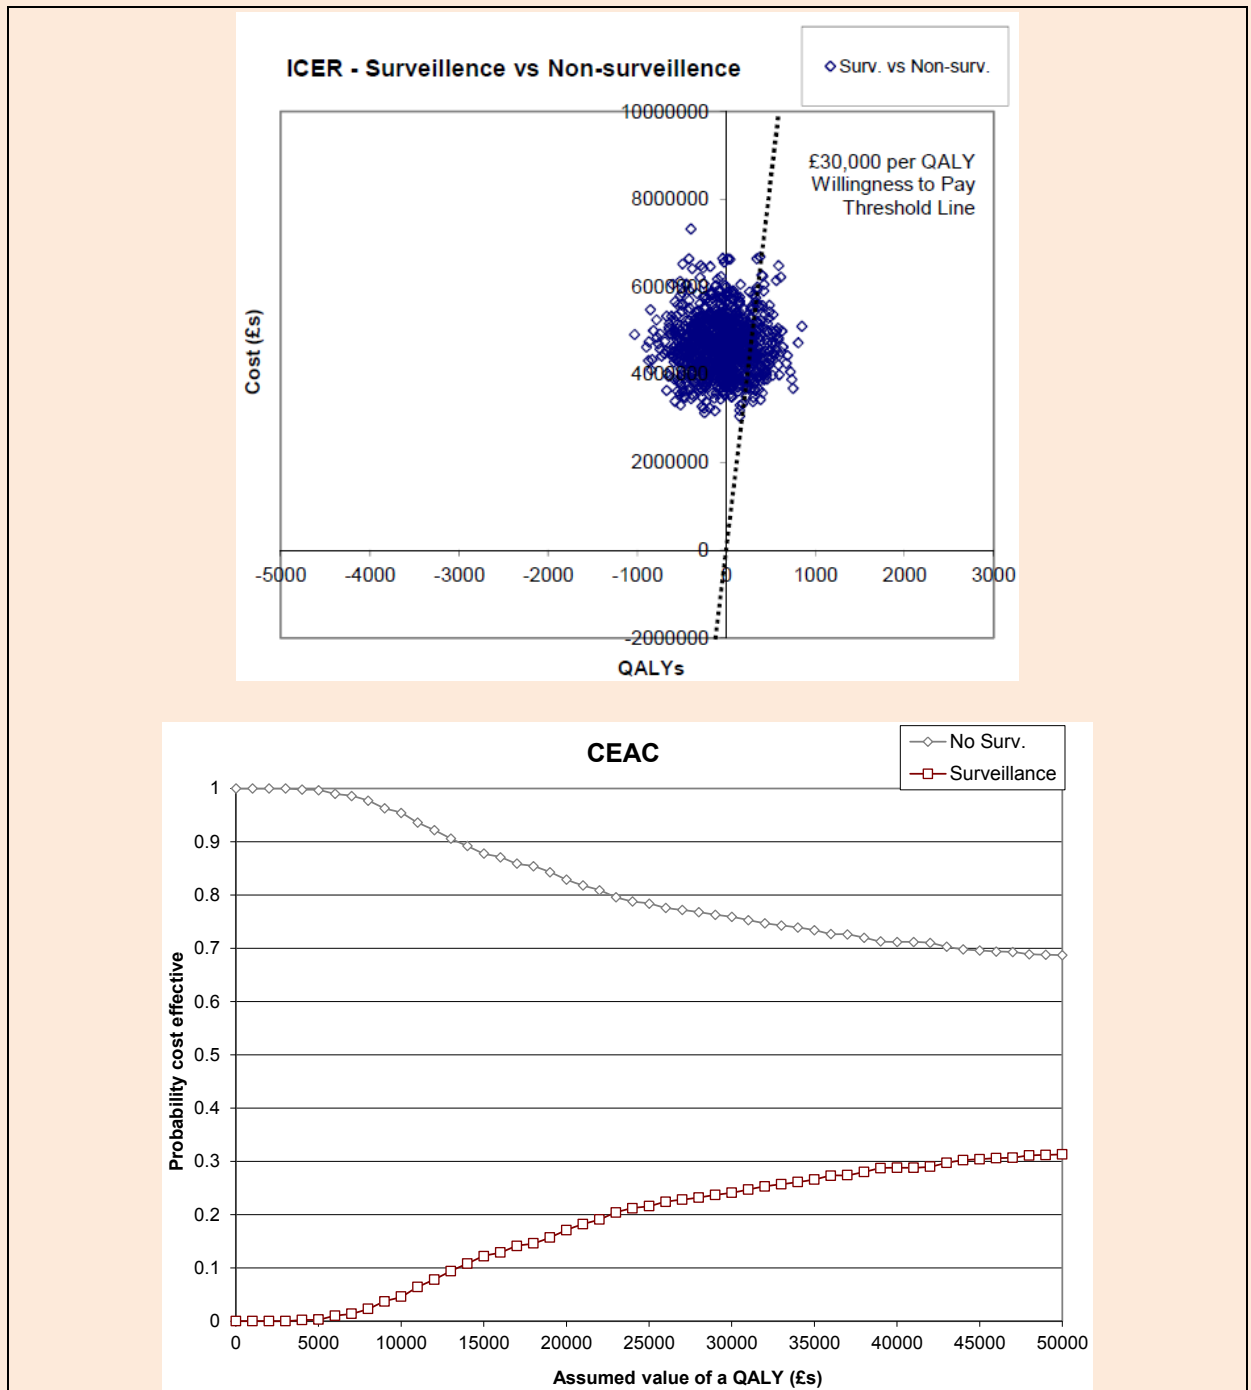 ICER - Surveillence vs Non-surveillence
Surv. vs Non-surv.
10000000
£30,000 per QALY
Willingness to Pay
Threshold Line
8000000
6000000
4000000
2000000
0
-2000000
Cost (£s)
-5000 -4000 -3000 -2000 -1000 0 1000 2000 3000
QALYs
CEAC
No Surv.
Surveillance
1
0.9
0.8
0.7
0.6
0.5
0.4
0.3
0.2
0.1
0
Probability cost effective
0 5000 10000 15000 20000 25000 30000 35000 40000 45000 50000
Assumed value of a QALY (£s)